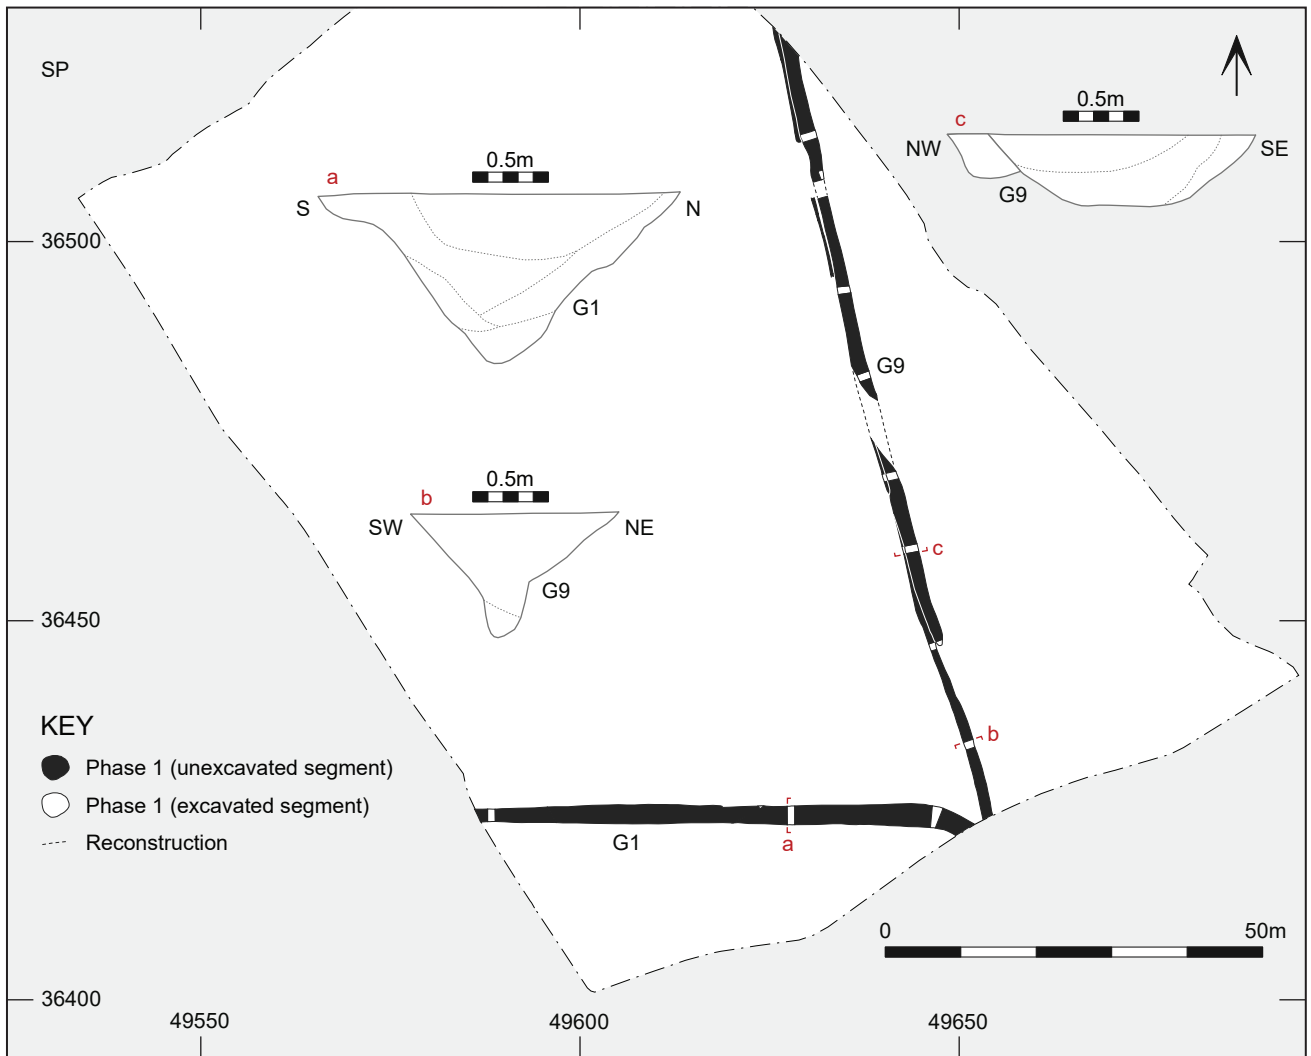 SP
0.5m
c
NW
SE
G9
0.5m
a
S
N
G1
36500
G9
0.5m
b
SW
NE
G9
c
36450
b
KEY
Phase 1 (unexcavated segment)
Phase 1 (excavated segment)
Reconstruction
G1
a
0
50m
36400
49550
49600
49650